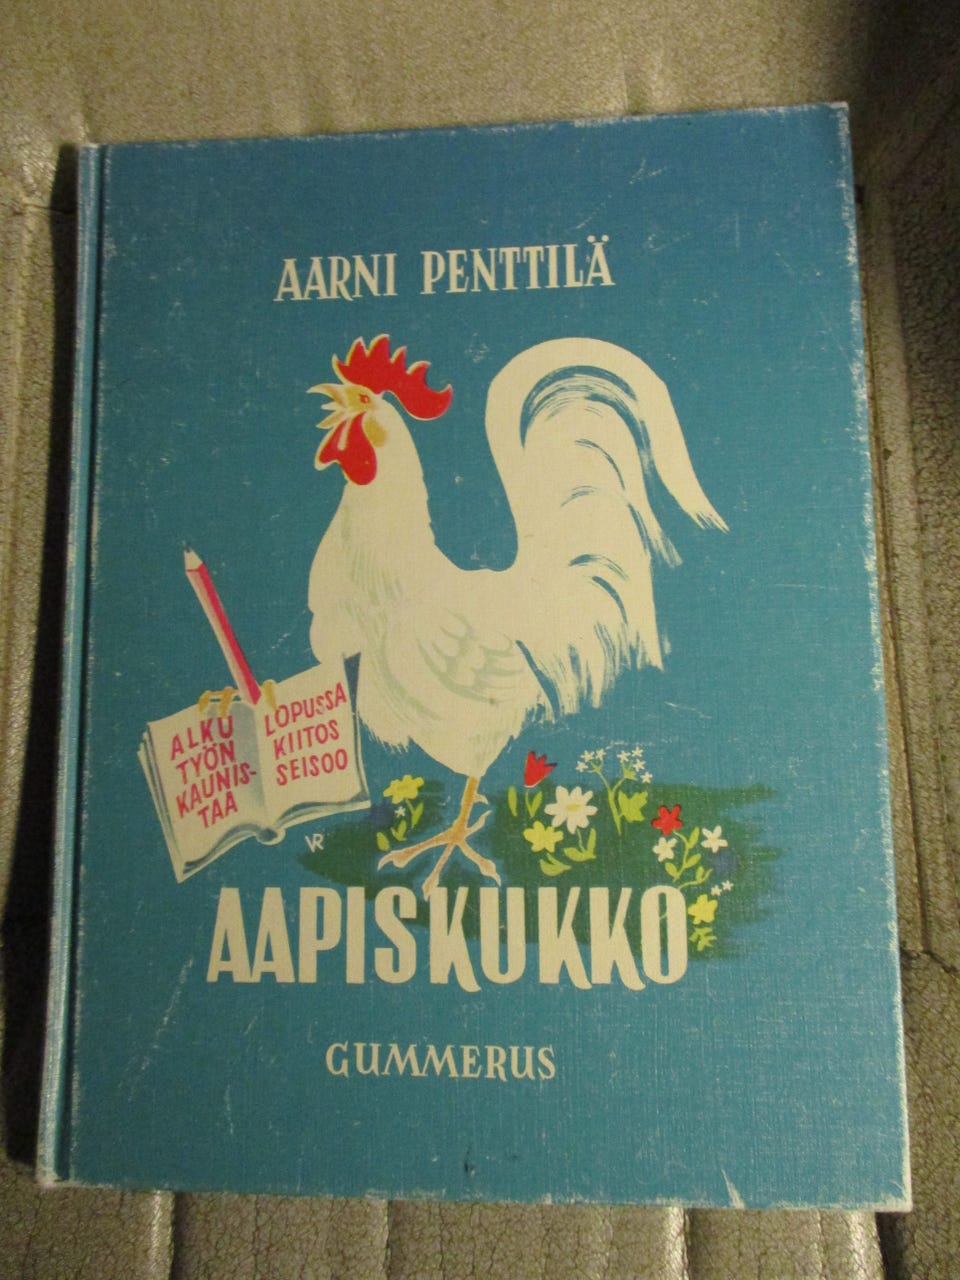 AARNI PENTTILÄ
ALKU
TYÖN
KAUNIS-
TAA
LOPUSSA
KIITOS
SEISOO
VR
AAPISKUKKO
GUMMERUS